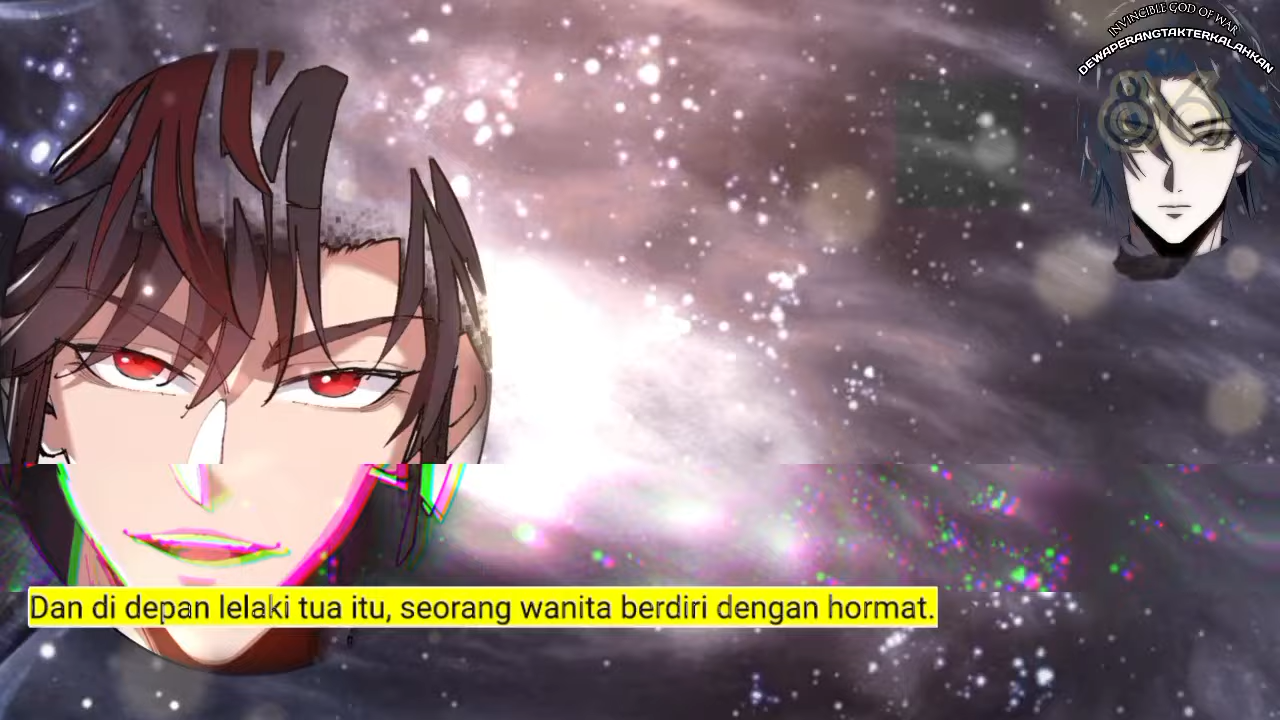 INVINCIBLE GOD OF WAR
DEWAPERANGTAKTERKALAHKAN
Dan di depan lelaki tua itu, seorang wanita berdiri dengan hormat.